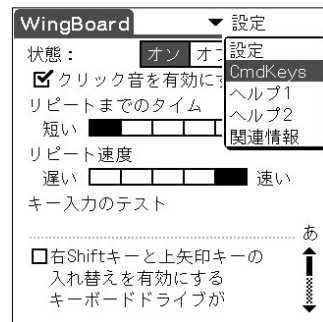 WingBoard ▼ 設定
状態： オン オフ
設定
CmdKeys
ヘルプ1
ヘルプ2
関連情報
クリック音を有効に
リピートまでのタイム
短い
リピート速度
遅い 速い
キー入力のテスト
あ
右Shiftキーと上矢印キーの
入れ替えを有効にする
キーボードドライブが